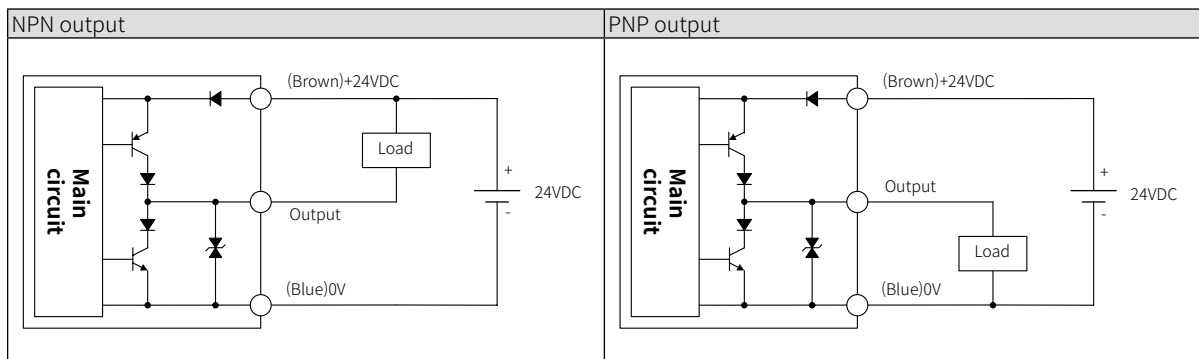 NPN output
PNP output
(Brown)+24VDC
Load
Main
circuit
+
24VDC
-
Output
(Blue)0V
(Brown)+24VDC
Main
circuit
Output
+
24VDC
-
Load
(Blue)0V